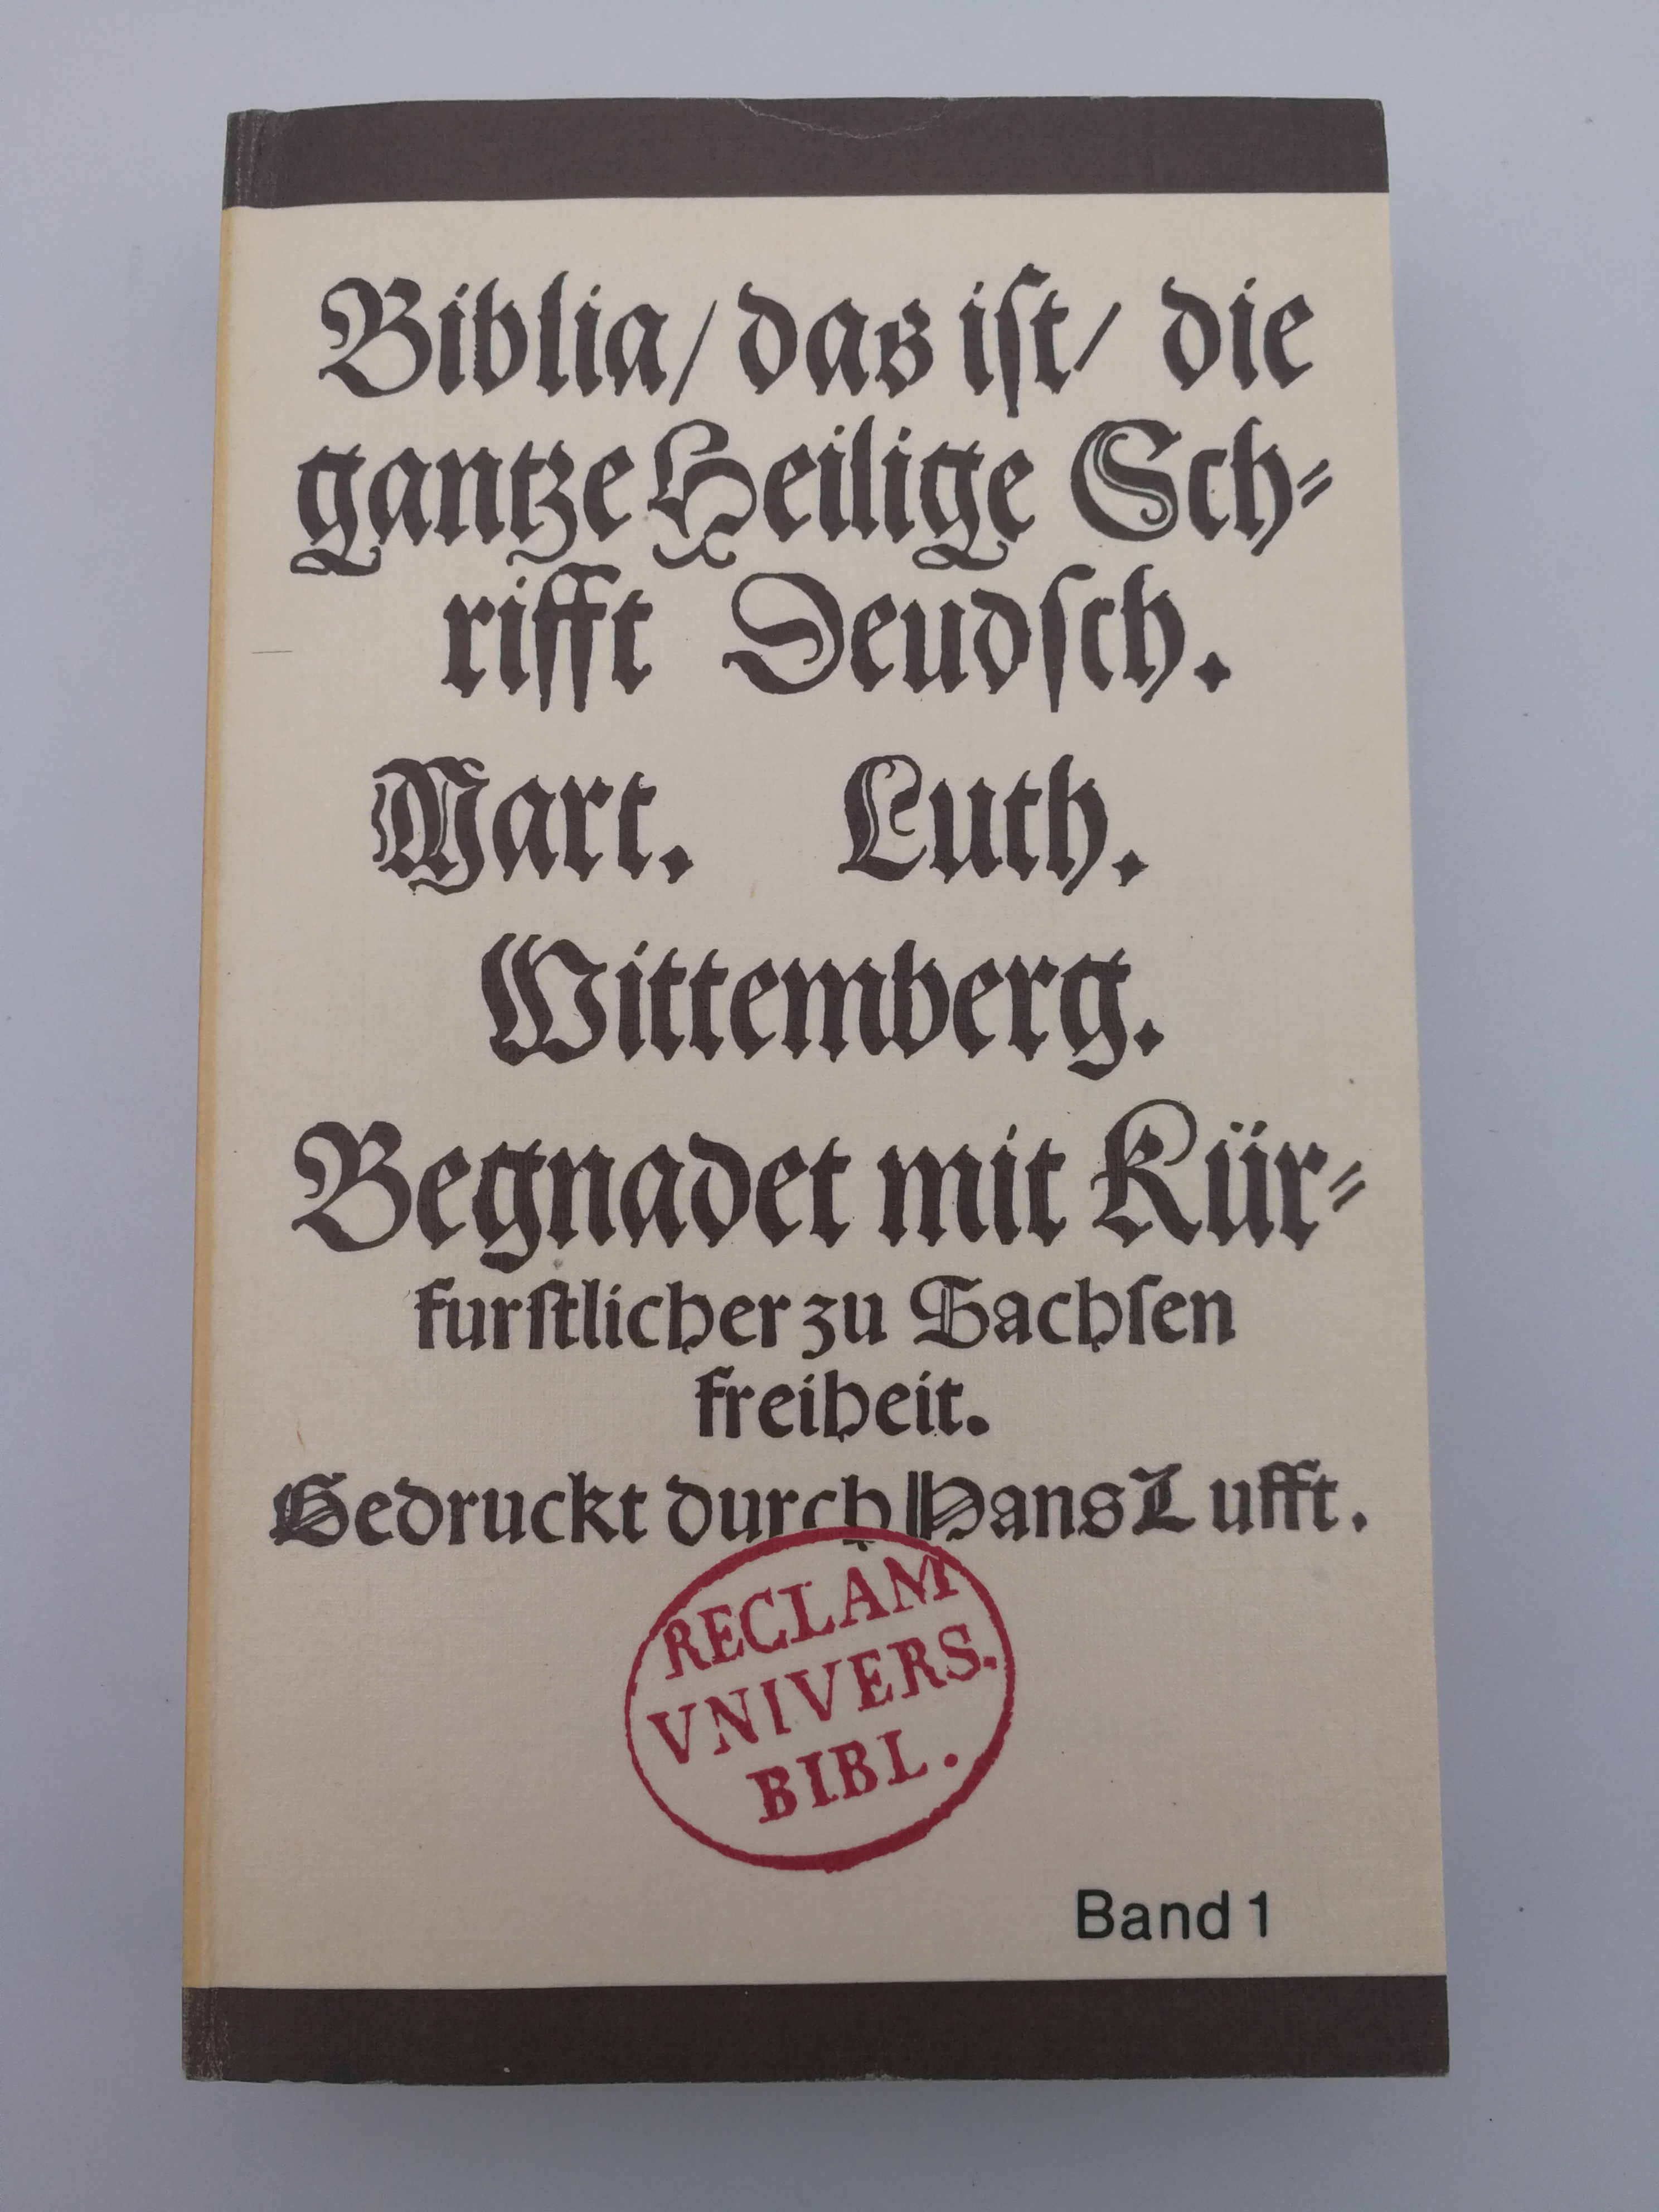 Biblia/ das iſt/ die
gantze Heilige Sch⸗
rifft Deudſch.
Mart. Luth.
Wittemberg.
Begnadet mit Kür⸗
furſtlicher zu Sachſen
freiheit.
Gedruckt durch Hans Lufft.
RECLAM
VNIVERS.
BIBL.
Band 1